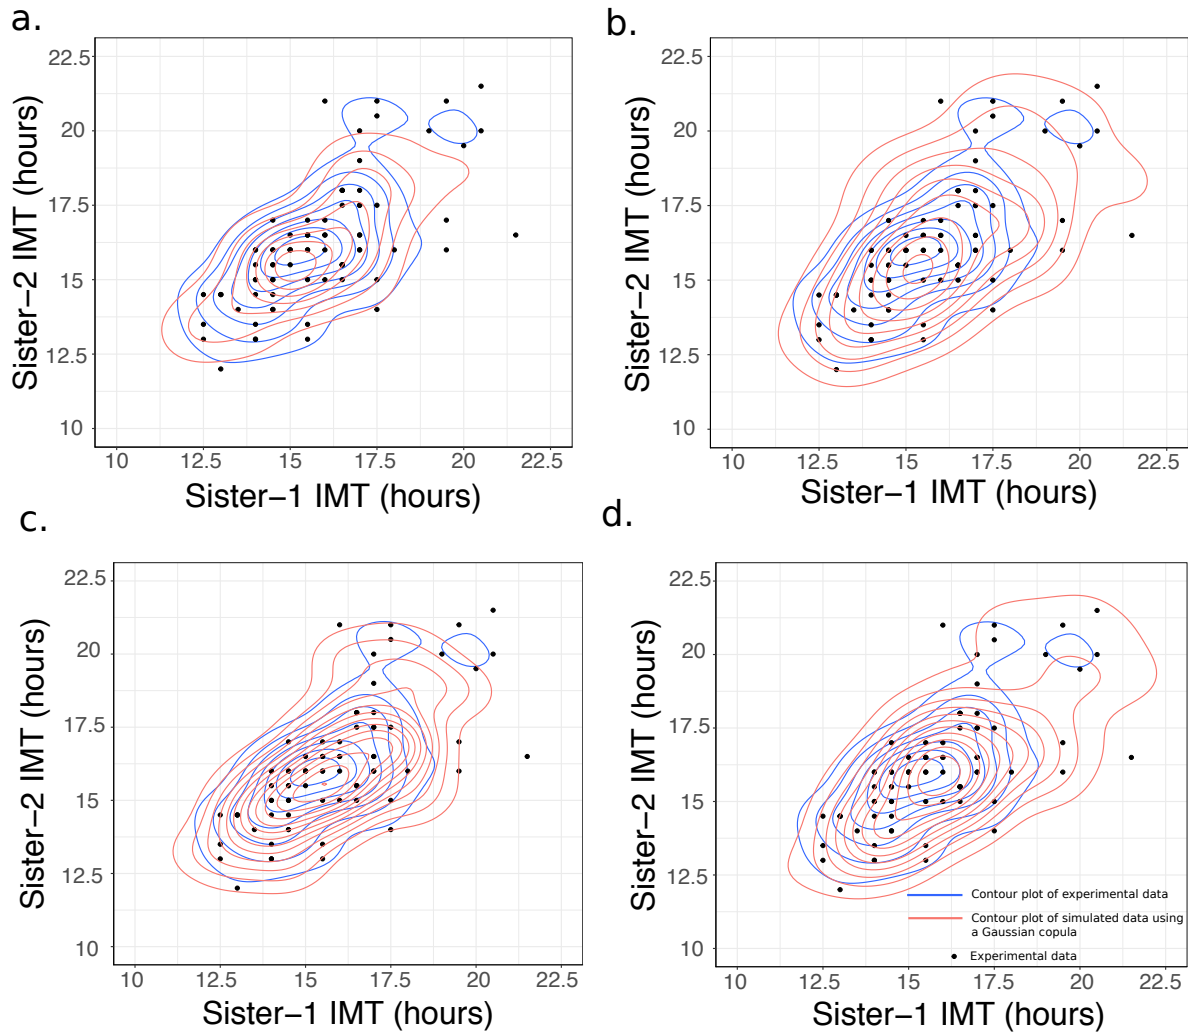 a.
b.
22.5
20
17.5
15
12.5
10
Sister-2 IMT (hours)
10 12.5 15 17.5 20 22.5
Sister-1 IMT (hours)
22.5
20
17.5
15
12.5
10
Sister-2 IMT (hours)
10 12.5 15 17.5 20 22.5
Sister-1 IMT (hours)
c.
d.
22.5
20
17.5
15
12.5
10
Sister-2 IMT (hours)
10 12.5 15 17.5 20 22.5
Sister-1 IMT (hours)
22.5
20
17.5
15
12.5
10
Sister-2 IMT (hours)
Contour plot of experimental data
Contour plot of simulated data using
a Gaussian copula
Experimental data
10 12.5 15 17.5 20 22.5
Sister-1 IMT (hours)